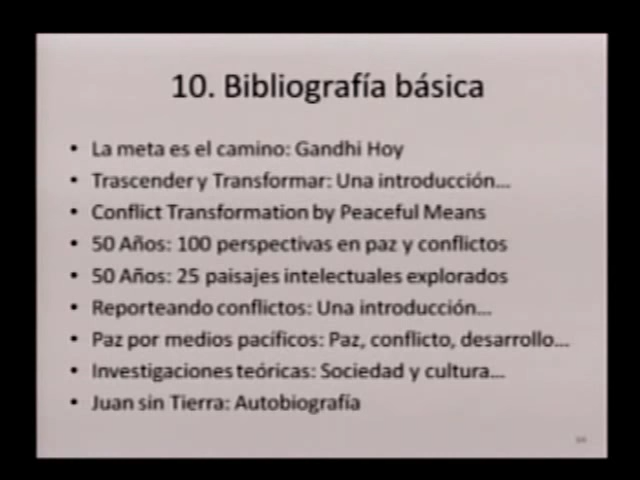 10. Bibliografía básica
• La meta es el camino: Gandhi Hoy
• Trascender y Transformar: Una introducción...
• Conflict Transformation by Peaceful Means
• 50 Años: 100 perspectivas en paz y conflictos
• 50 Años: 25 paisajes intelectuales explorados
• Reporteando conflictos: Una introducción...
• Paz por medios pacificos: Paz, conflicto, desarrollo...
• Investigaciones teóricas: Sociedad y cultura...
• Juan sin Tierra: Autobiografía